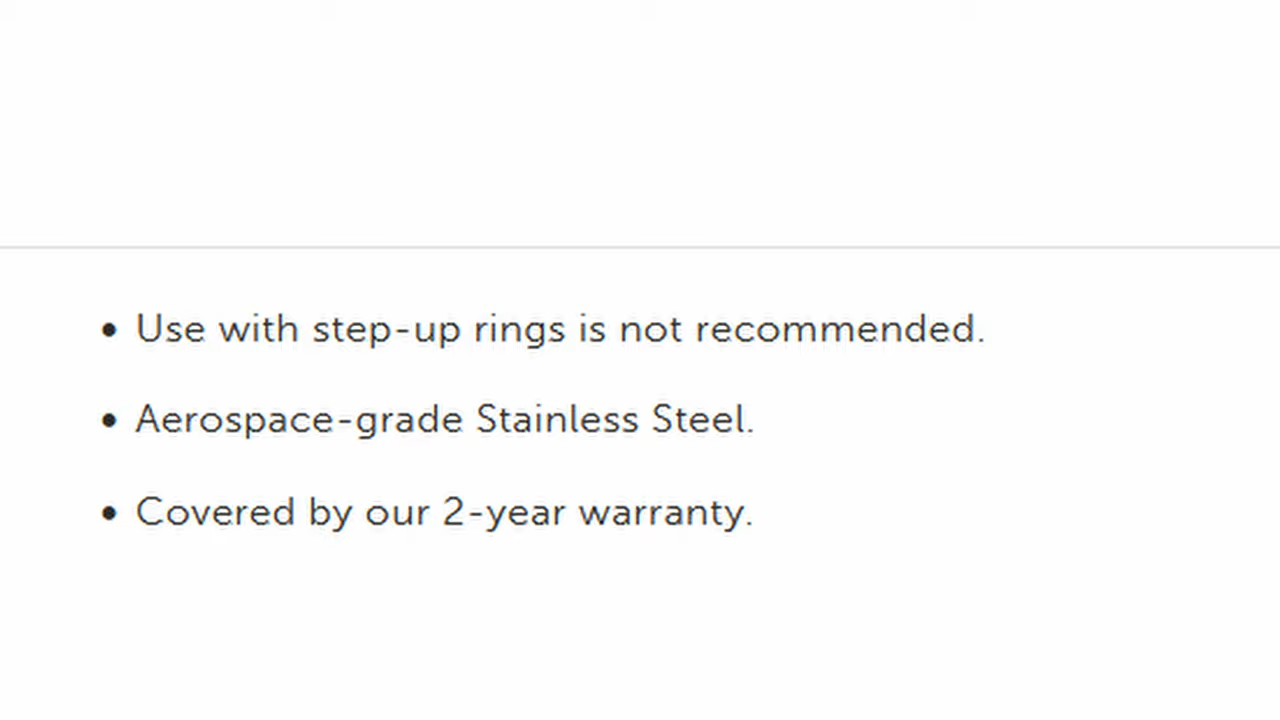 • Use with step-up rings is not recommended.
• Aerospace-grade Stainless Steel.
• Covered by our 2-year warranty.